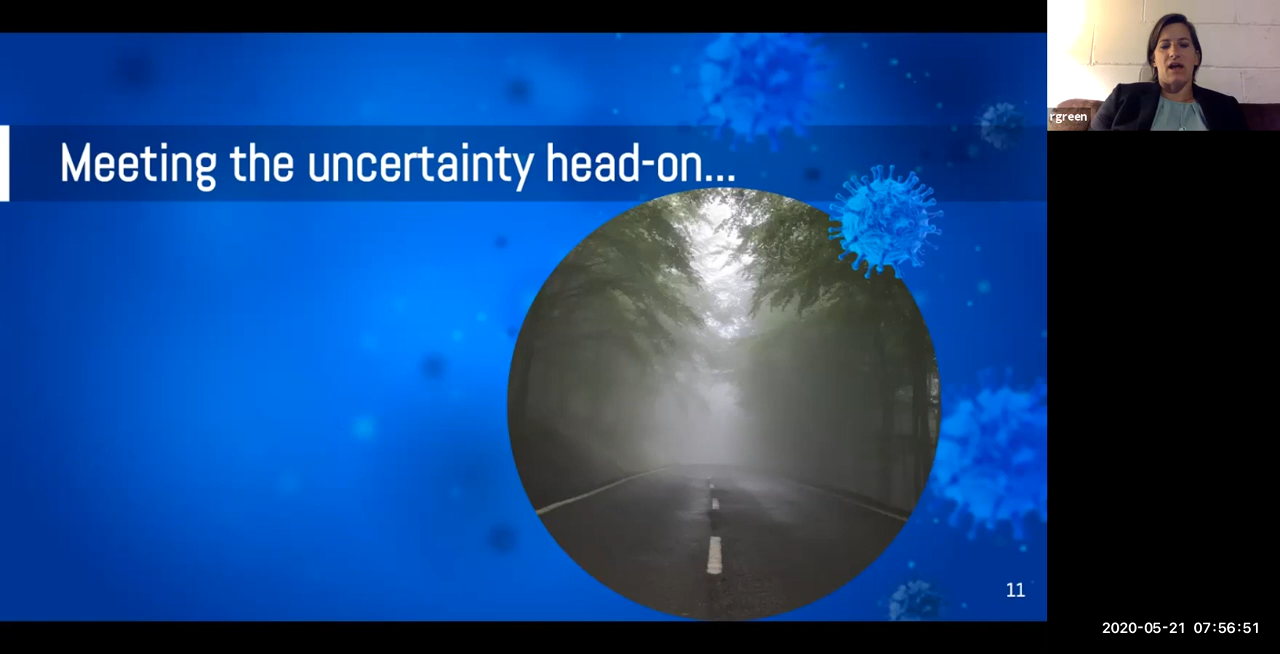 Meeting the uncertainty head-on...
rgreen
11
2020-05-21 07:56:51